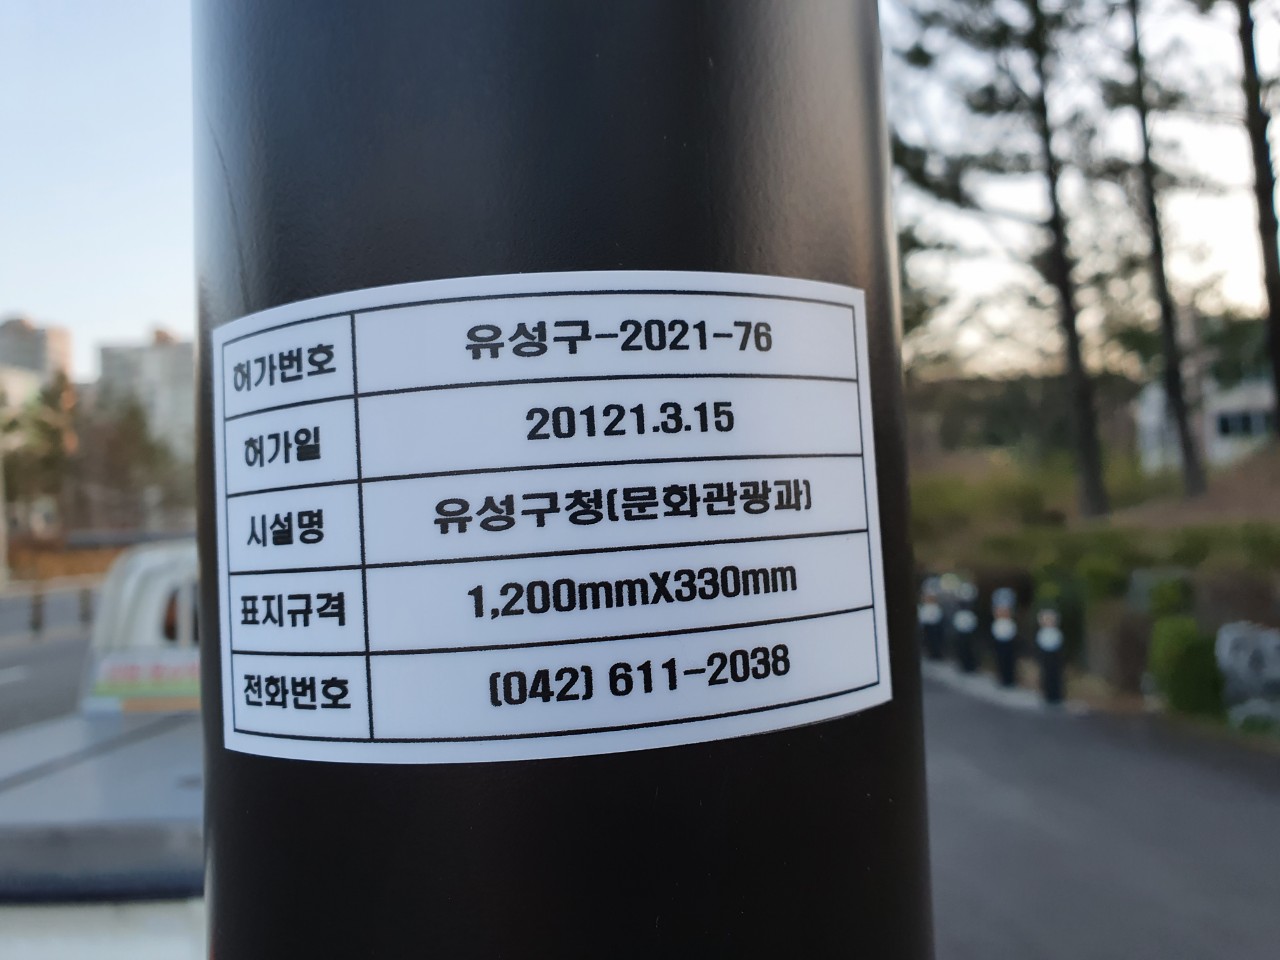 허가번호 유성구-2021-76
허가일 20121.3.15
시설명 유성구청(문화관광과)
표지규격 1,200mmX330mm
전화번호 (042) 611-2038